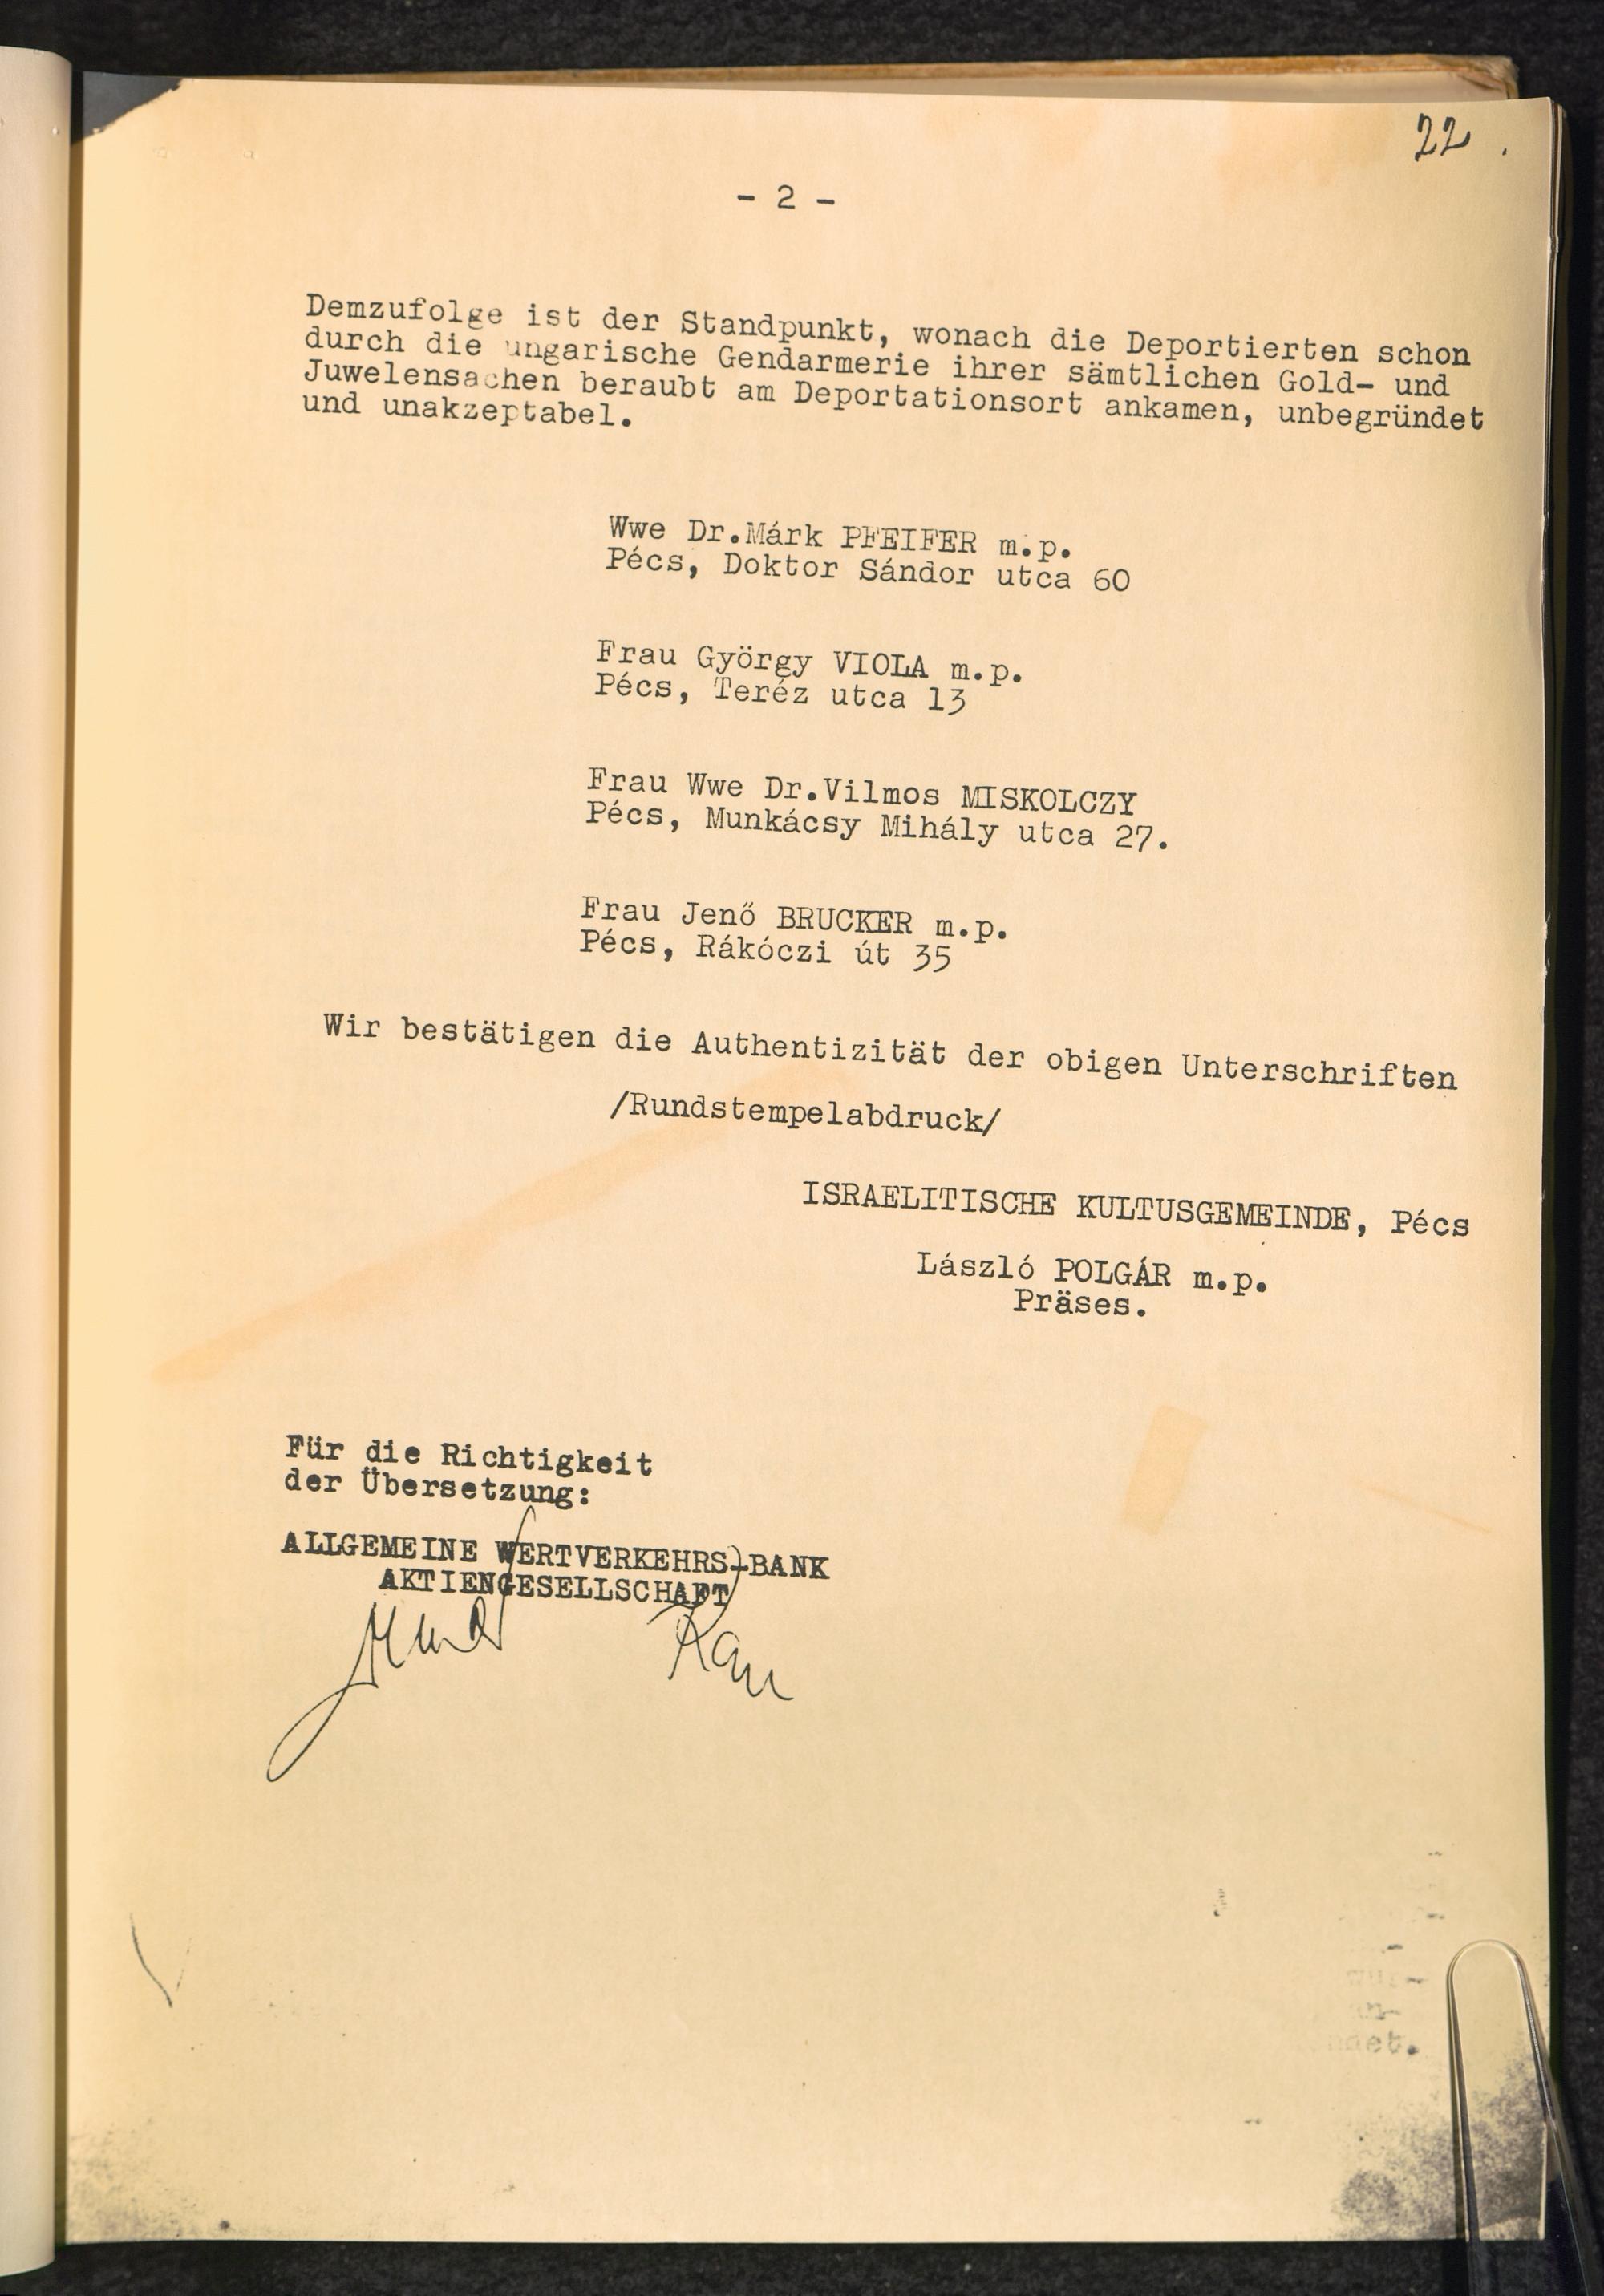 22.
- 2 -
Demzufolge ist der Standpunkt, wonach die Deportierten schon
durch die ungarische Gendarmerie ihrer sämtlichen Gold- und
Juwelensachen beraubt am Deportationsort ankamen, unbegründet
und unakzeptabel.
Wwe Dr.Márk PFEIFER m.p.
Pécs, Doktor Sándor utca 60
Frau György VIOLA m.p.
Pécs, Teréz utca 13
Frau Wwe Dr.Vilmos MISKOLCZY
Pécs, Munkácsy Mihály utca 27.
Frau Jenő BRUCKER m.p.
Pécs, Rákóczi út 35
Wir bestätigen die Authentizität der obigen Unterschriften
/Rundstempelabdruck/
ISRAELITISCHE KULTUSGEMEINDE, Pécs
László POLGÁR m.p.
Präses.
Für die Richtigkeit
der Übersetzung:
ALLGEMEINE WERTVERKEHRS-BANK
AKTIENGESELLSCHAFT